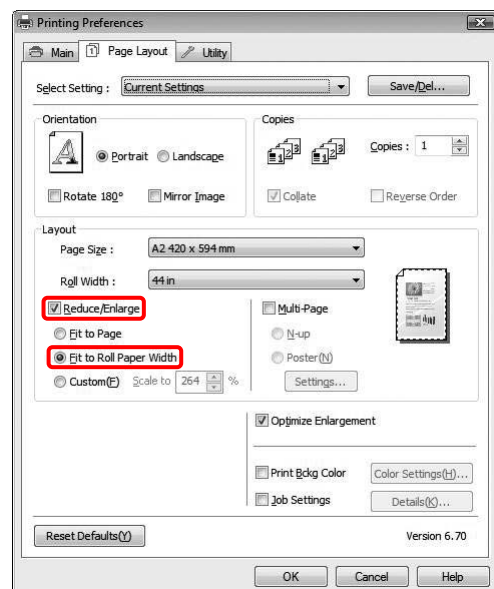 Printing Preferences
Main Page Layout Utility
Select Setting : Current Settings Save/Del...
Orientation
Portrait Landscape
Rotate 180° Mirror Image
Copies
Copies : 1
Collate Reverse Order
Layout
Page Size : A2 420 x 594 mm
Roll Width : 44 in
Reduce/Enlarge
Fit to Page
Fit to Roll Paper Width
Custom(F) Scale to 264 %
Multi-Page
N-up
Poster(N)
Settings...
Optimize Enlargement
Print Bckg Color Color Settings(H)...
Job Settings Details(K)...
Reset Defaults(Y) Version 6.70
OK Cancel Help